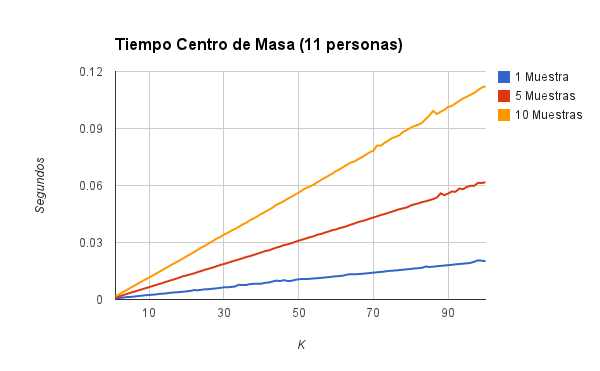 Tiempo Centro de Masa (11 personas)
0.12
0.09
0.06
0.03
0
Segundos
10
30
50
70
90
K
1 Muestra
5 Muestras
10 Muestras